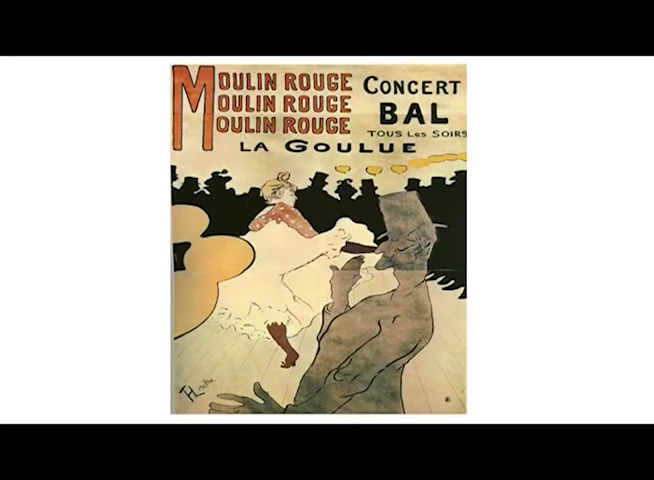 MOULIN ROUGE CONCERT
MOULIN ROUGE BAL
MOULIN ROUGE TOUS Les SOIRS
LA GOULUE